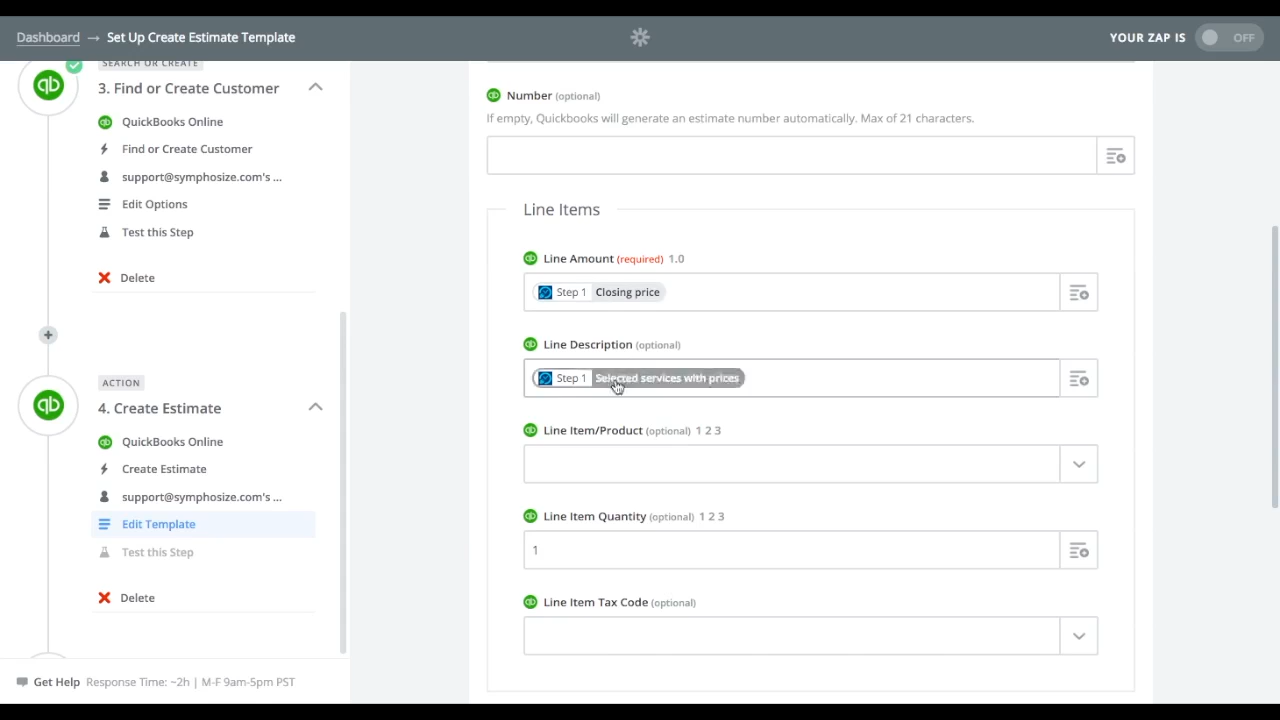 Dashboard → Set Up Create Estimate Template
YOUR ZAP IS OFF
SEARCH OR CREATE
3. Find or Create Customer
QuickBooks Online
Find or Create Customer
support@symphosize.com's ...
Edit Options
Test this Step
Delete
ACTION
4. Create Estimate
QuickBooks Online
Create Estimate
support@symphosize.com's ...
Edit Template
Test this Step
Delete
Get Help Response Time: ~2h | M-F 9am-5pm PST
Number (optional)
If empty, Quickbooks will generate an estimate number automatically. Max of 21 characters.
Line Items
Line Amount (required) 1.0
Step 1 Closing price
Line Description (optional)
Step 1 Selected services with prices
Line Item/Product (optional) 1 2 3
Line Item Quantity (optional) 1 2 3
1
Line Item Tax Code (optional)